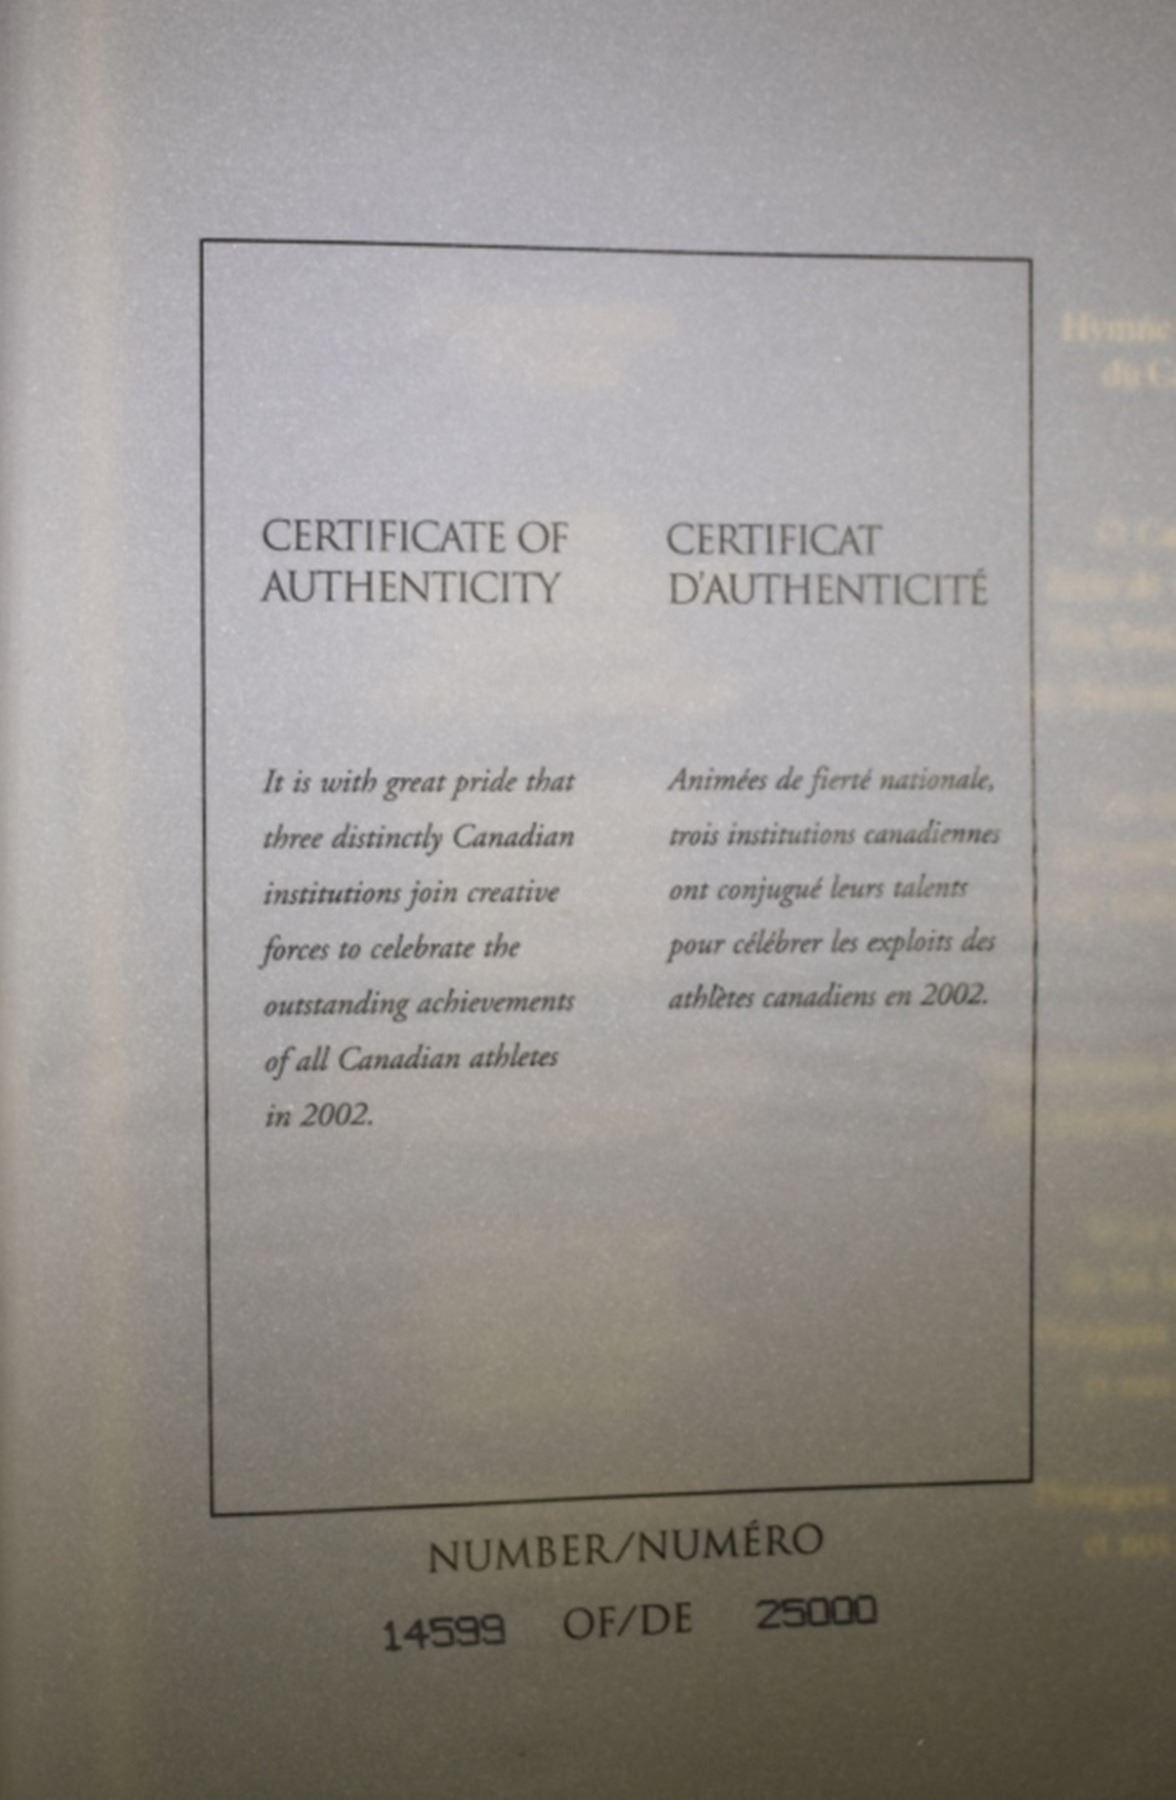 CERTIFICATE OF
AUTHENTICITY
It is with great pride that
three distinctly Canadian
institutions join creative
forces to celebrate the
outstanding achievements
of all Canadian athletes
in 2002.
CERTIFICAT
D'AUTHENTICITÉ
Animées de fierté nationale,
trois institutions canadiennes
ont conjugué leurs talents
pour célébrer les exploits des
athlètes canadiens en 2002.
NUMBER/NUMÉRO
14599 OF/DE 25000
Hymne
du